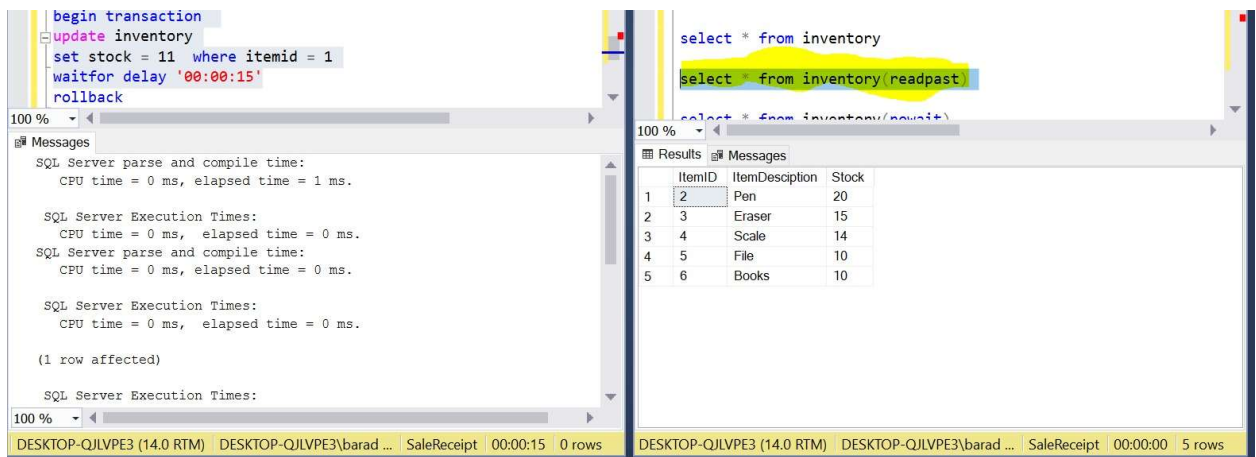 begin transaction
update inventory
set stock = 11  where itemid = 1
waitfor delay '00:00:15'
rollback
100 %
Messages
SQL Server parse and compile time:
CPU time = 0 ms, elapsed time = 1 ms.
SQL Server Execution Times:
CPU time = 0 ms,  elapsed time = 0 ms.
SQL Server parse and compile time:
CPU time = 0 ms, elapsed time = 0 ms.
SQL Server Execution Times:
CPU time = 0 ms,  elapsed time = 0 ms.
(1 row affected)
SQL Server Execution Times:
100 %
DESKTOP-QJLVPE3 (14.0 RTM) DESKTOP-QJLVPE3\barad ... SaleReceipt 00:00:15 0 rows
select * from inventory
select * from inventory(readpast)
select * from inventory(nowait)
100 %
Results Messages
ItemID ItemDesciption Stock
1 2 Pen 20
2 3 Eraser 15
3 4 Scale 14
4 5 File 10
5 6 Books 10
DESKTOP-QJLVPE3 (14.0 RTM) DESKTOP-QJLVPE3\barad ... SaleReceipt 00:00:00 5 rows